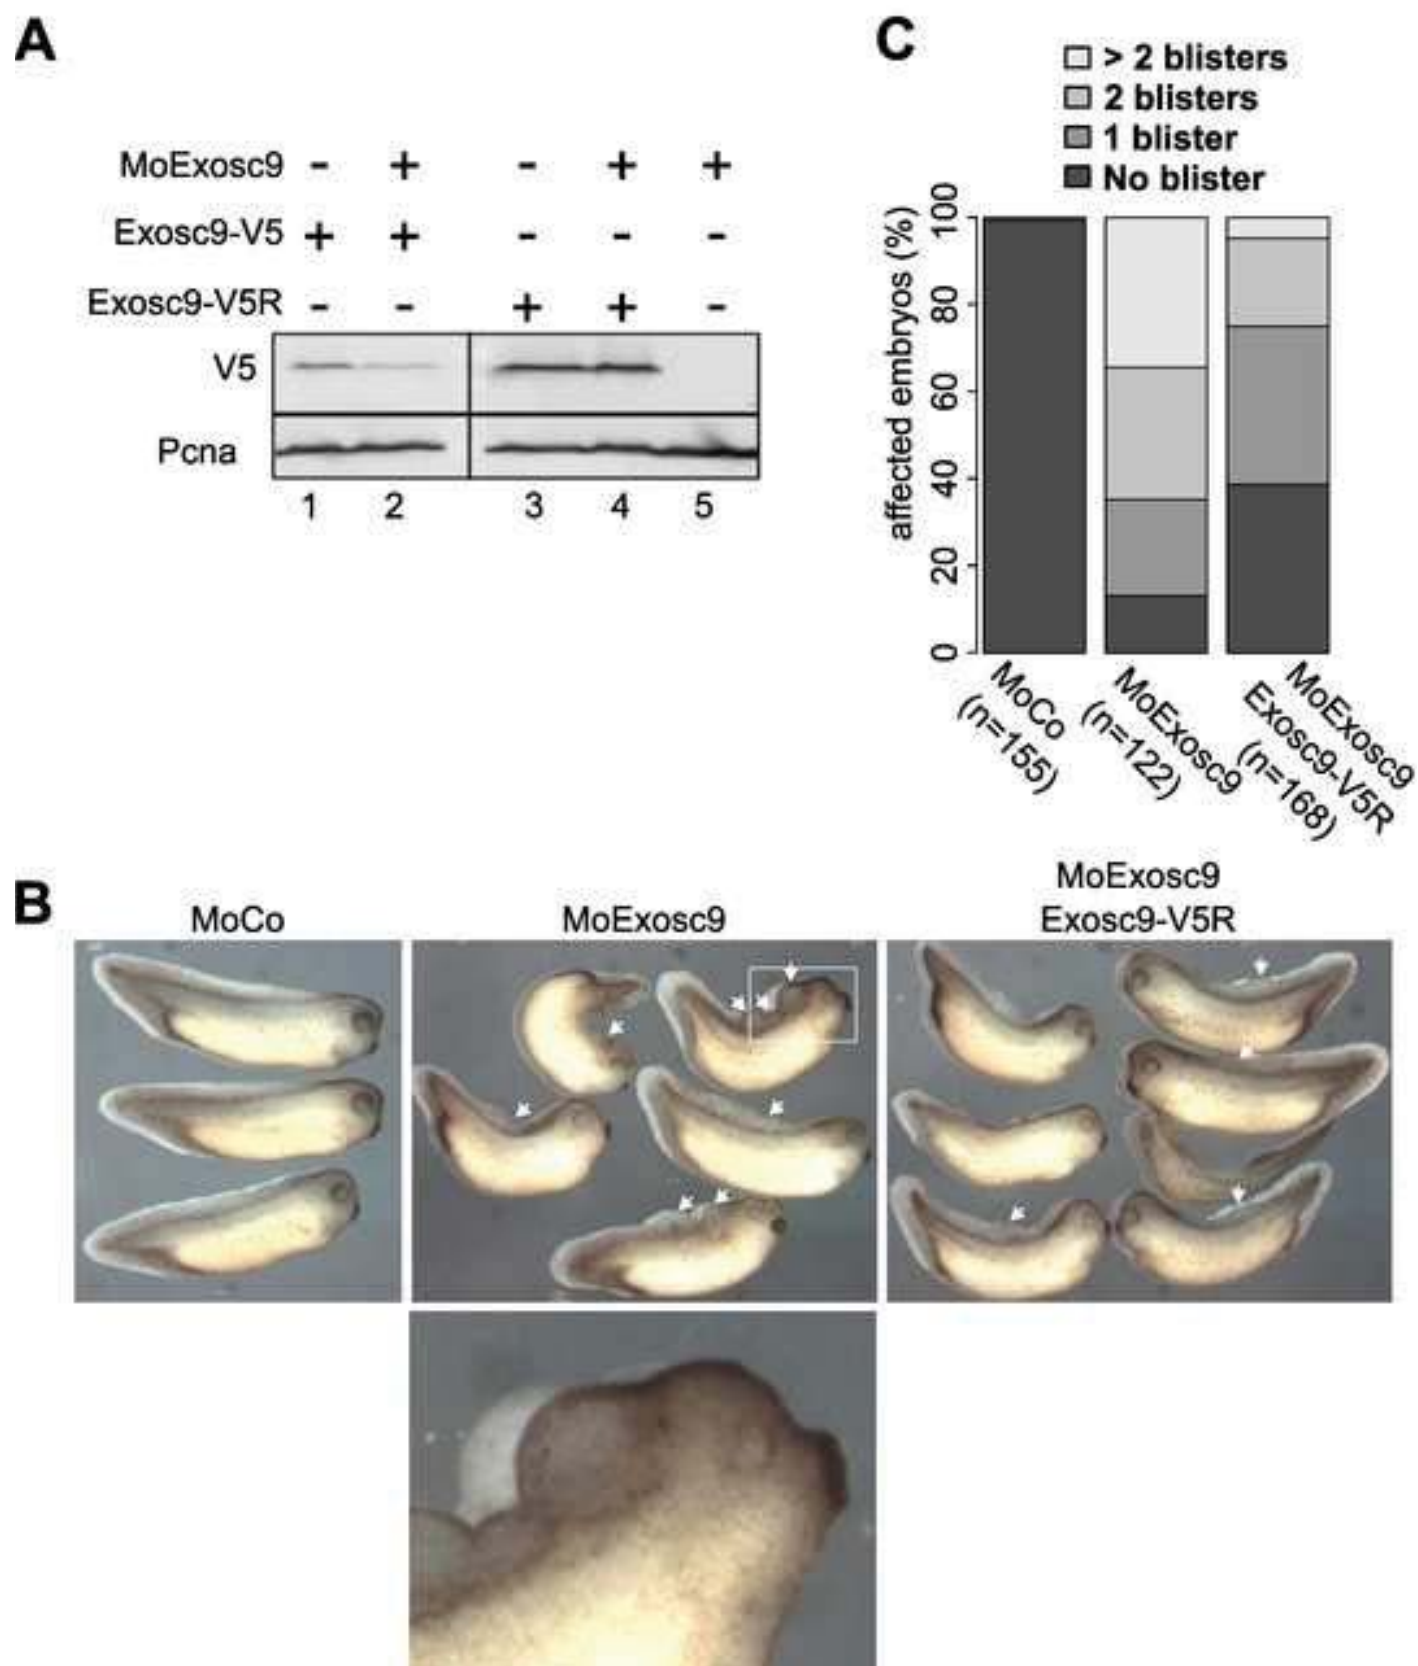 A
MoExosc9 - + - + +
Exosc9-V5 + + - - -
Exosc9-V5R - - + + -
V5
Pcna
1 2 3 4 5
C
> 2 blisters
2 blisters
1 blister
No blister
affected embryos (%)
100
80
60
40
20
0
MoCo
(n=155)
MoExosc9
(n=122)
MoExosc9
Exosc9-V5R
(n=168)
B
MoCo
MoExosc9
MoExosc9
Exosc9-V5R